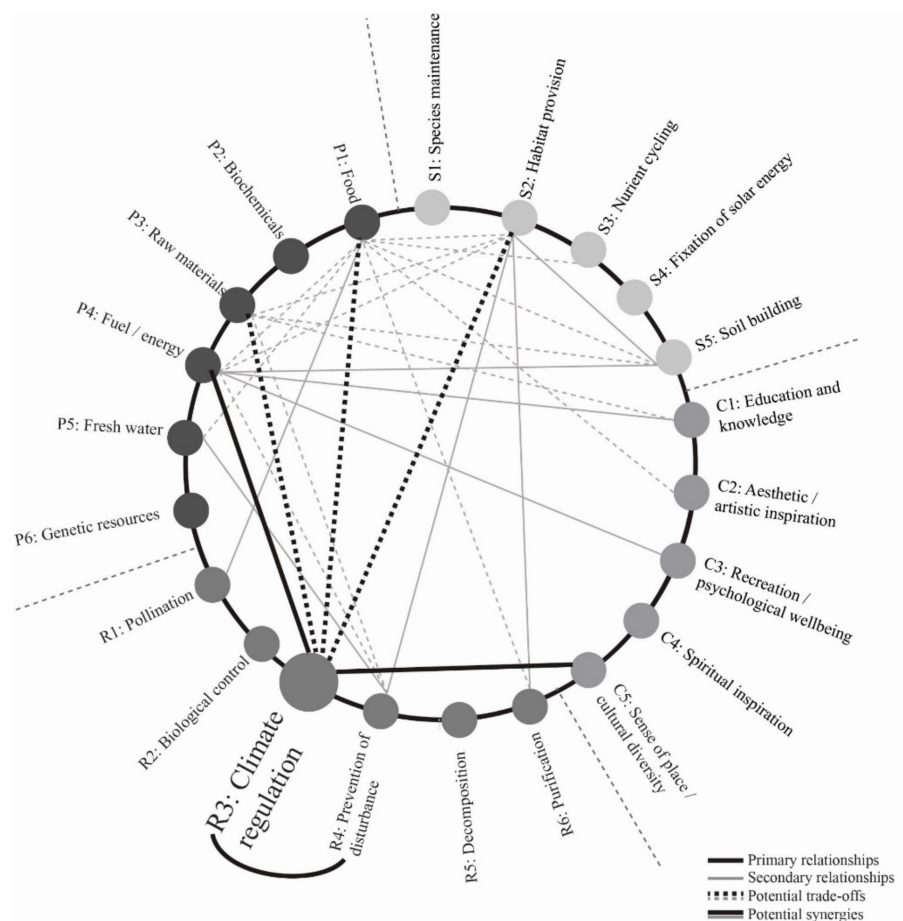 S1: Species maintenance
S2: Habitat provision
S3: Nurient cycling
S4: Fixation of solar energy
S5: Soil building
C1: Education and
knowledge
C2: Aesthetic /
artistic inspiration
C3: Recreation /
psychological wellbeing
C4: Spiritual inspiration
C5: Sense of place /
cultural diversity
R6: Purification
R5: Decomposition
R4: Prevention of
disturbance
R3: Climate
regulation
R2: Biological control
R1: Pollination
P6: Genetic resources
P5: Fresh water
P4: Fuel / energy
P3: Raw materials
P2: Biochemicals
P1: Food
Primary relationships
Secondary relationships
Potential trade-offs
Potential synergies